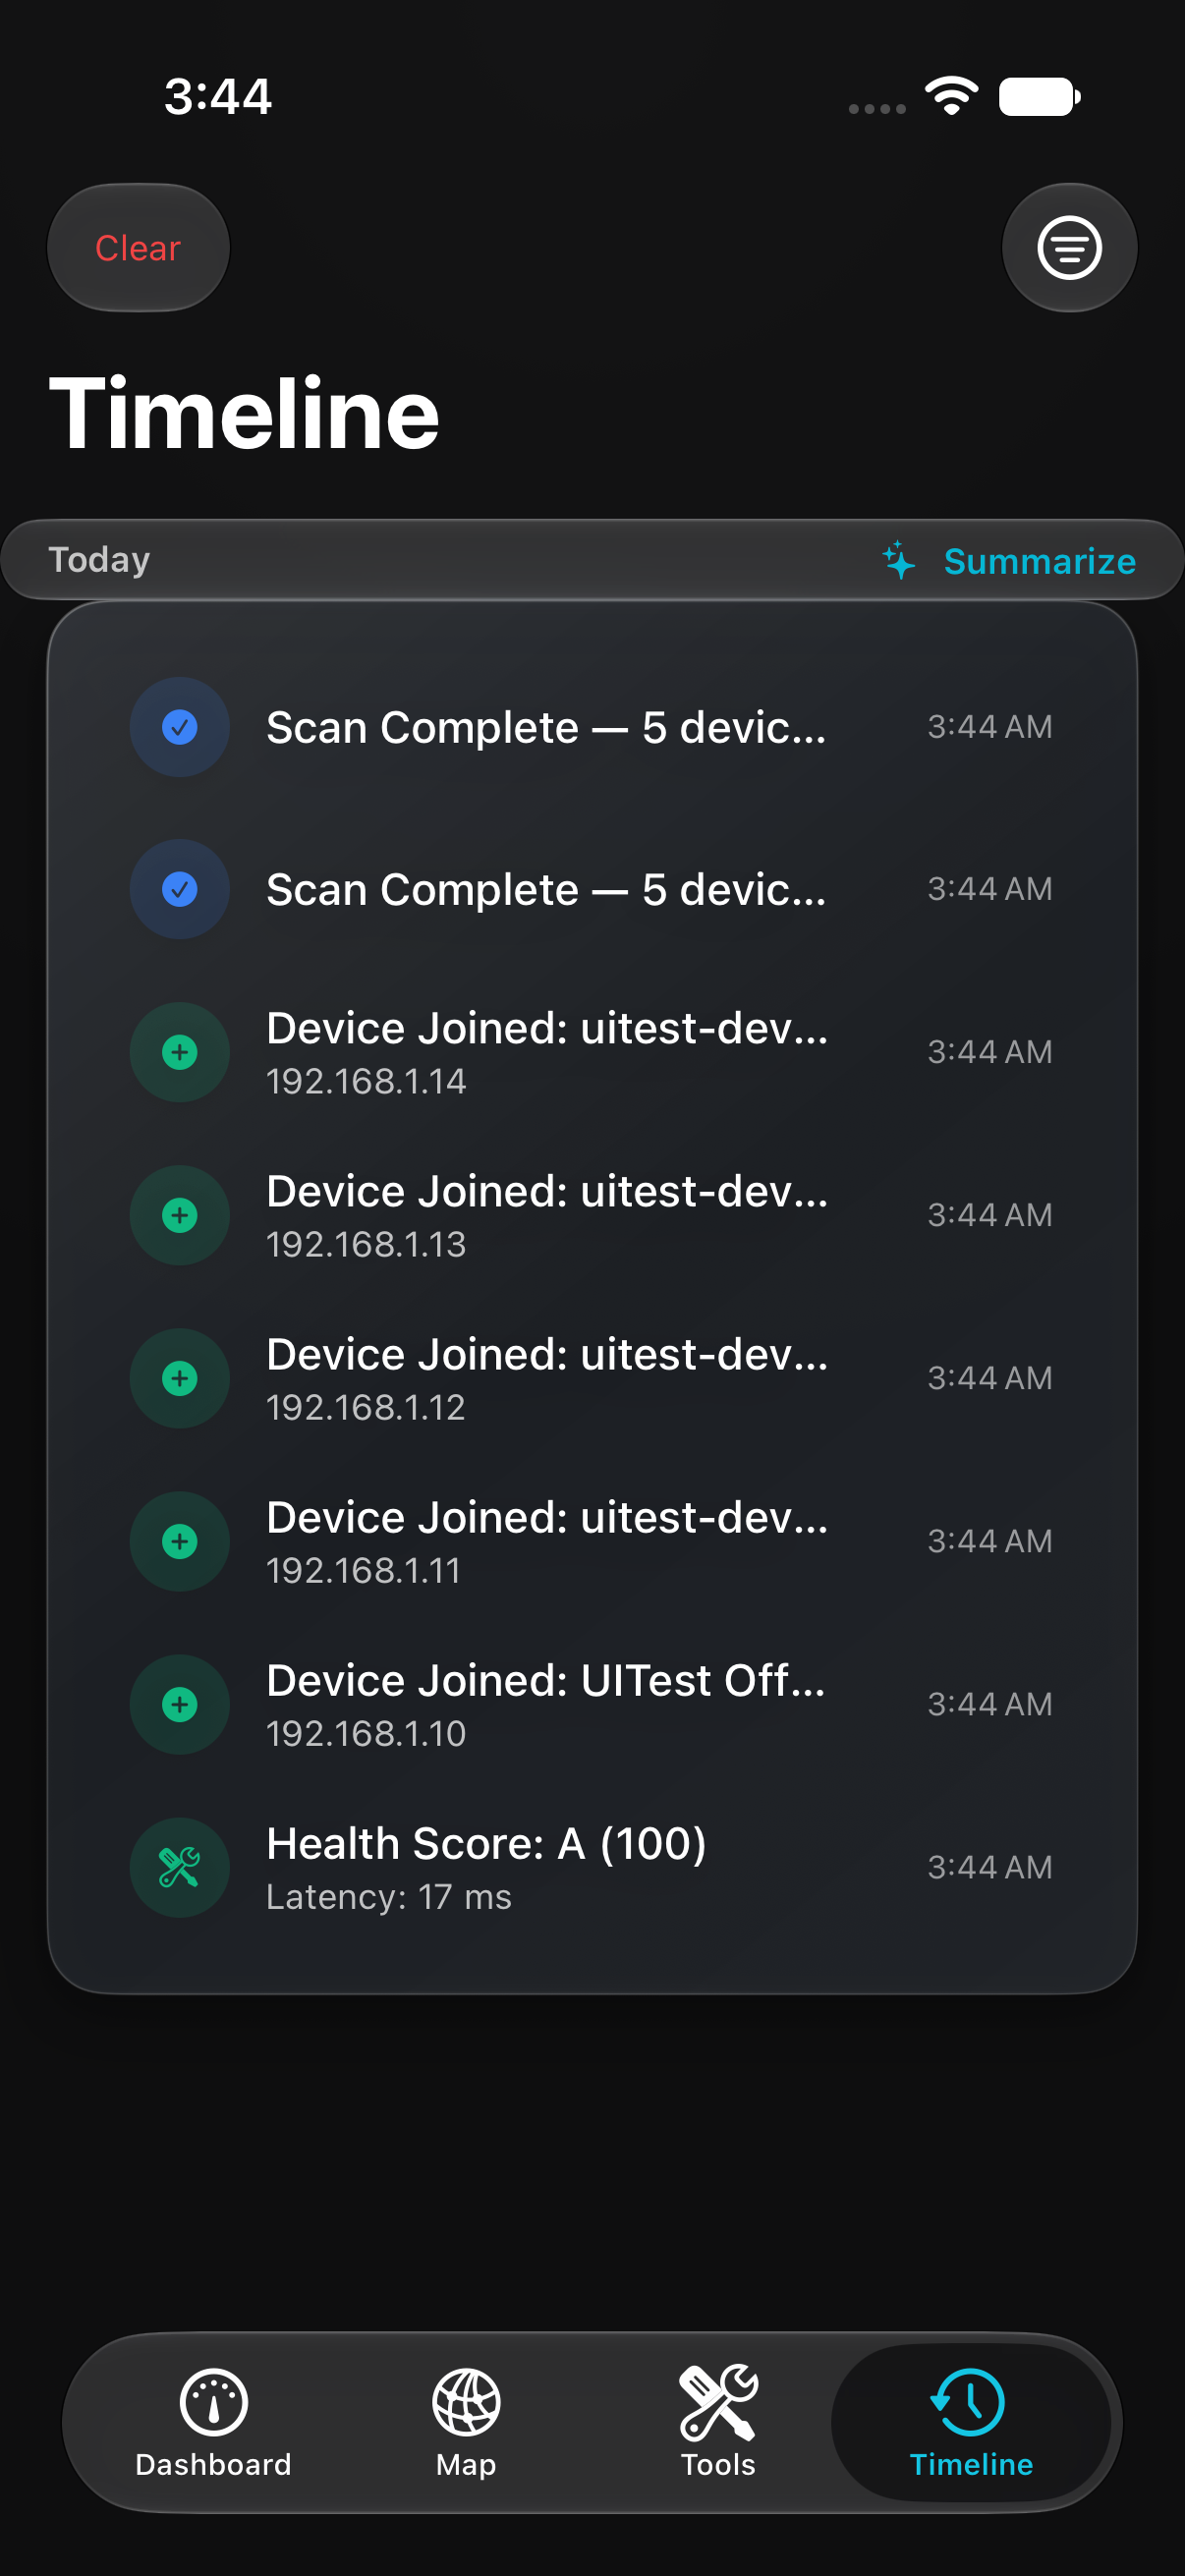 3:44
Clear
Timeline
Today
Summarize
Scan Complete — 5 devic...
3:44 AM
Scan Complete — 5 devic...
3:44 AM
Device Joined: uitest-dev...
192.168.1.14
3:44 AM
Device Joined: uitest-dev...
192.168.1.13
3:44 AM
Device Joined: uitest-dev...
192.168.1.12
3:44 AM
Device Joined: uitest-dev...
192.168.1.11
3:44 AM
Device Joined: UITest Off...
192.168.1.10
3:44 AM
Health Score: A (100)
Latency: 17 ms
3:44 AM
Dashboard
Map
Tools
Timeline